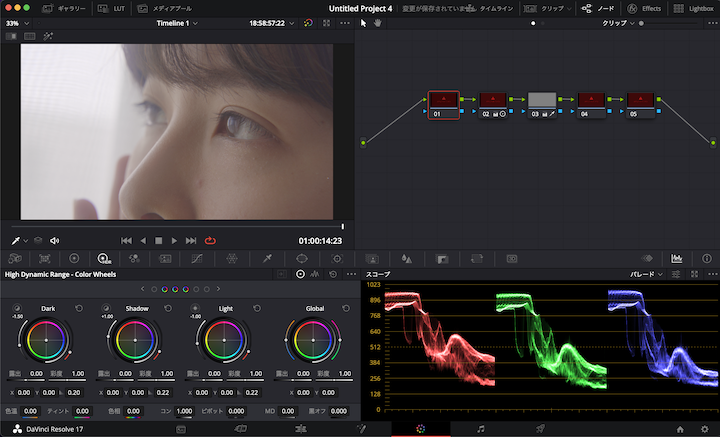 Untitled Project 4
ギャラリー LUT メディアプール 変更が保存されていま タイムライン クリップ ノード Effects Lightbox
33% Timeline 1 18:58:57:22 クリップ
01 02 03 04 05
01:00:14:23
HDR
High Dynamic Range - Color Wheels
スコープ パレード
Dark Shadow Light Global
-1.50 +1.00 -1.00
露出 0.00 彩度 1.00 露出 0.00 彩度 1.00 露出 0.00 彩度 1.00 露出 0.00 彩度 1.00
X 0.00 Y 0.00 0.20 X 0.00 Y 0.00 0.22 X 0.00 Y 0.00 0.22 X 0.00 Y 0.00
色温 0.00 ティント 0.00 色相 0.00 コン 1.000 ピボット 0.000 MD 0.00 黒オフ 0.000
1023
896
768
640
512
384
256
128
0
DaVinci Resolve 17